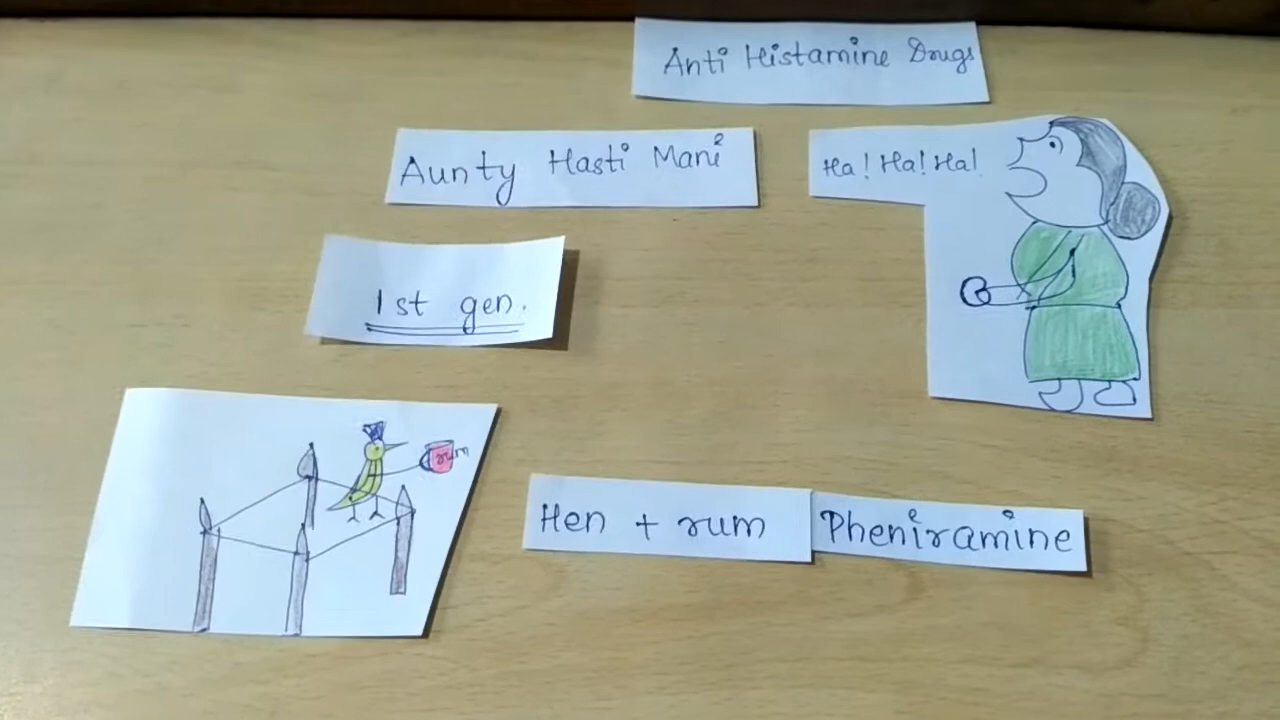 Anti Histamine Drugs
Aunty Hasti Mani
Ha! Ha! Ha!
1st gen.
rum
Hen + rum
Pheniramine